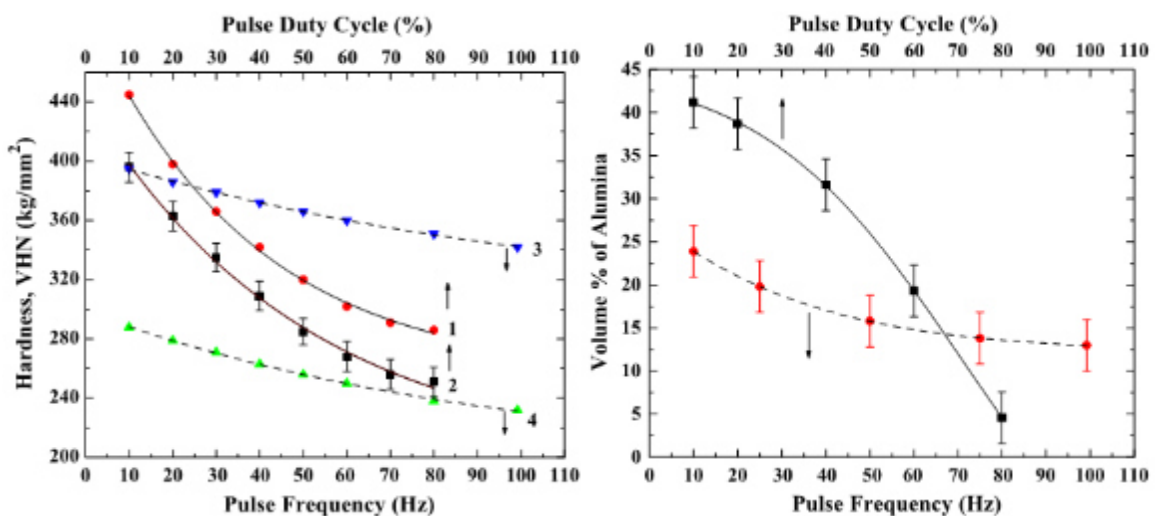 Pulse Duty Cycle (%)
0 10 20 30 40 50 60 70 80 90 100 110
Hardness, VHN (kg/mm²)
440
400
360
320
280
240
200
3
1
2
4
0 10 20 30 40 50 60 70 80 90 100 110
Pulse Frequency (Hz)
Pulse Duty Cycle (%)
0 10 20 30 40 50 60 70 80 90 100 110
Volume % of Alumina
45
40
35
30
25
20
15
10
5
0
0 10 20 30 40 50 60 70 80 90 100 110
Pulse Frequency (Hz)